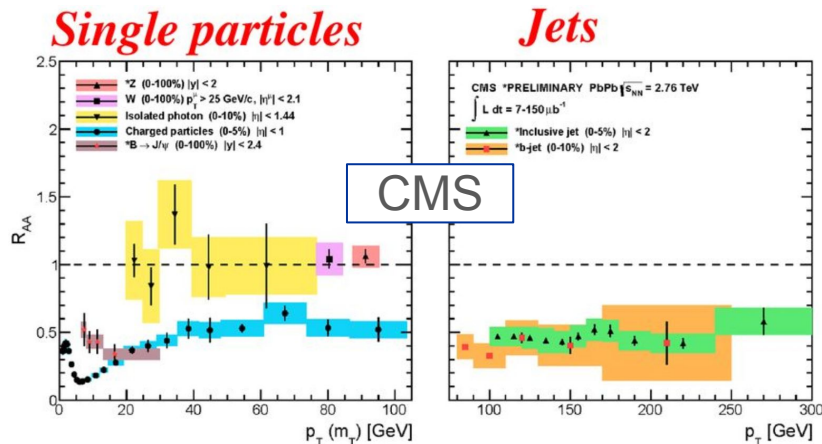 Single particles
Jets
2.5
2
1.5
1
0.5
0
R_AA
*Z (0-100%) |y| < 2
W (0-100%) p_T^μ > 25 GeV/c, |η^μ| < 2.1
Isolated photon (0-10%) |η| < 1.44
Charged particles (0-5%) |η| < 1
*B → J/ψ (0-100%) |y| < 2.4
0 20 40 60 80 100
p_T (m_T) [GeV]
CMS
CMS *PRELIMINARY PbPb √s_NN = 2.76 TeV
∫ L dt = 7-150 μb⁻¹
*Inclusive jet (0-5%) |η| < 2
*b-jet (0-10%) |η| < 2
100 150 200 250 300
p_T [GeV]